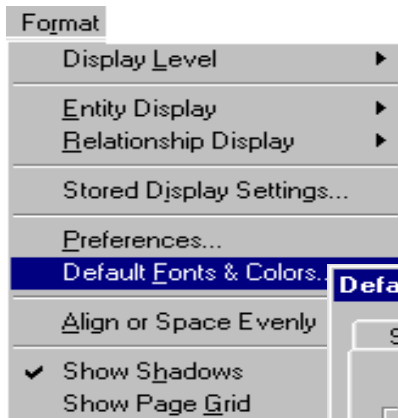 Format
Display Level
Entity Display
Relationship Display
Stored Display Settings...
Preferences...
Default Fonts & Colors..
Defa
Align or Space Evenly
S
Show Shadows
Show Page Grid